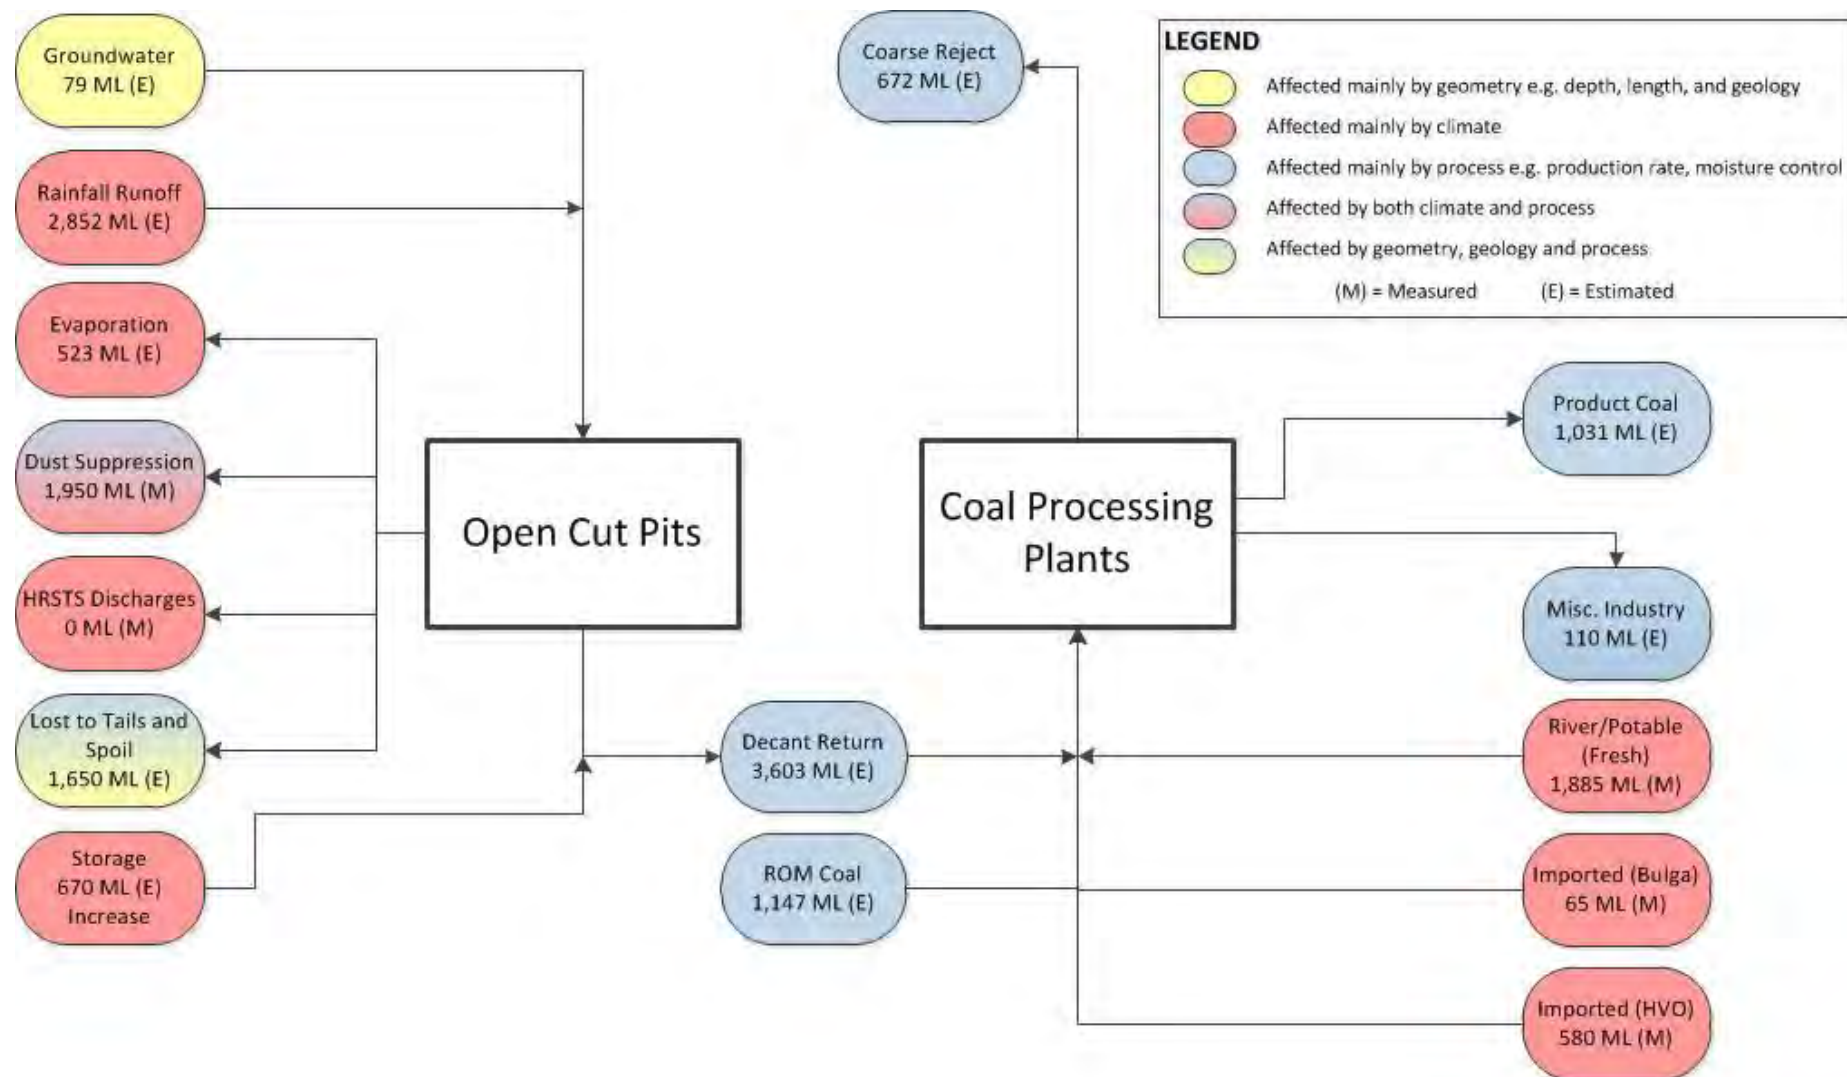 Groundwater
79 ML (E)
Rainfall Runoff
2,852 ML (E)
Evaporation
523 ML (E)
Dust Suppression
1,950 ML (M)
HRSTS Discharges
0 ML (M)
Lost to Tails and
Spoil
1,650 ML (E)
Storage
670 ML (E)
Increase
Open Cut Pits
Decant Return
3,603 ML (E)
ROM Coal
1,147 ML (E)
Coarse Reject
672 ML (E)
Coal Processing
Plants
LEGEND
Affected mainly by geometry e.g. depth, length, and geology
Affected mainly by climate
Affected mainly by process e.g. production rate, moisture control
Affected by both climate and process
Affected by geometry, geology and process
(M) = Measured (E) = Estimated
Product Coal
1,031 ML (E)
Misc. Industry
110 ML (E)
River/Potable
(Fresh)
1,885 ML (M)
Imported (Bulga)
65 ML (M)
Imported (HVO)
580 ML (M)